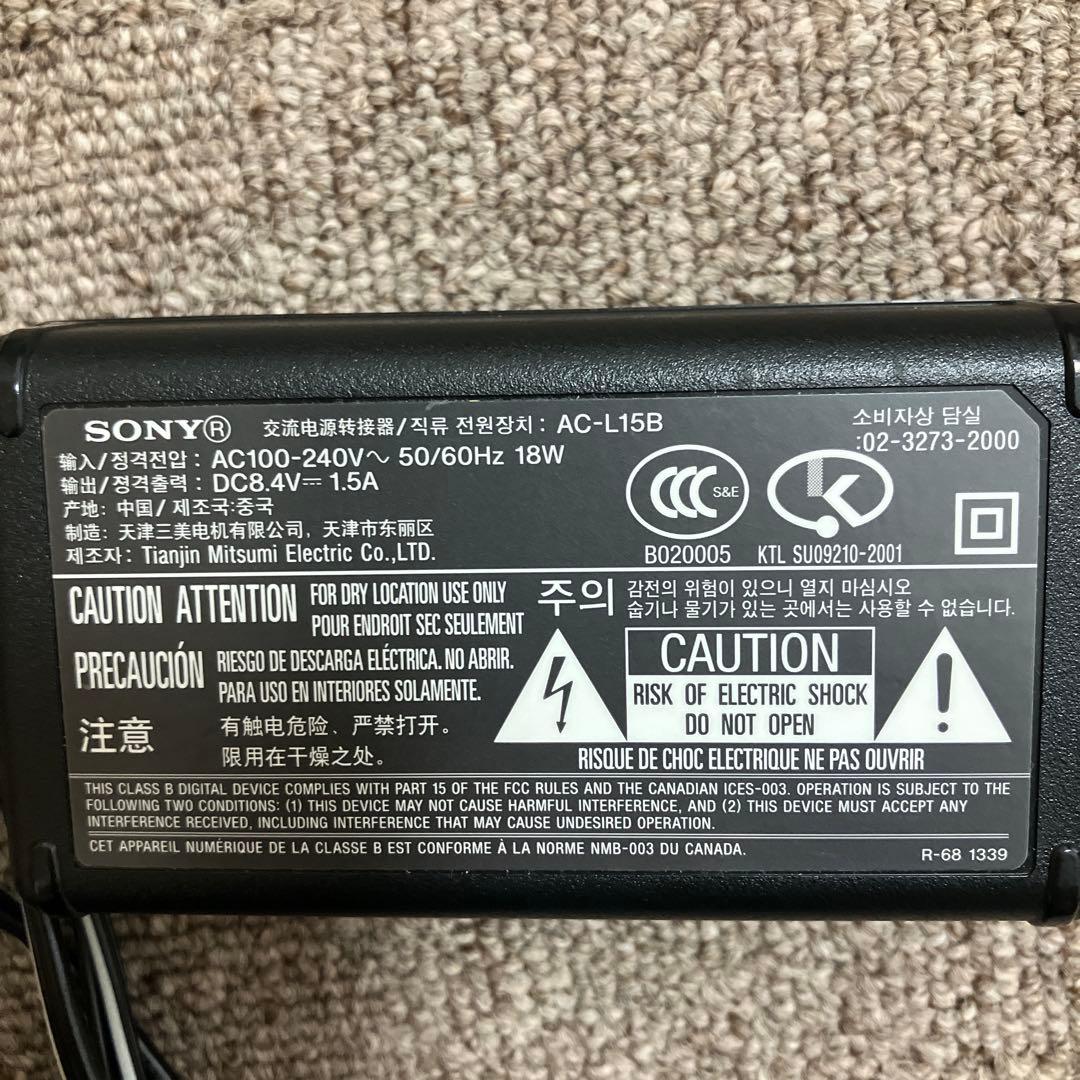 SONY® 交流电源转接器/직류 전원장치: AC-L15B
소비자상 담실
:02-3273-2000
输入/정격전압: AC100-240V~ 50/60Hz 18W
输出/졍격출력: DC8.4V⎓ 1.5A
产地: 中国/ 제조국:중국
制造: 天津三美电机有限公司, 天津市东丽区
제조자: Tianjin Mitsumi Electric Co.,LTD.
CCC S&E
B020005
K
KTL SU09210-2001
CAUTION ATTENTION FOR DRY LOCATION USE ONLY
POUR ENDROIT SEC SEULEMENT
PRECAUCIÓN RIESGO DE DESCARGA ELÉCTRICA. NO ABRIR.
PARA USO EN INTERIORES SOLAMENTE.
注意 有触电危险、严禁打开。
限用在干燥之处.
주의 감전의 위험이 있으니 열지 마심시오
숩기나 물기가 있는 곳에서는 사용할 수 없습니다.
CAUTION
RISK OF ELECTRIC SHOCK
DO NOT OPEN
!
RISQUE DE CHOC ELECTRIQUE NE PAS OUVRIR
THIS CLASS B DIGITAL DEVICE COMPLIES WITH PART 15 OF THE FCC RULES AND THE CANADIAN ICES-003. OPERATION IS SUBJECT TO THE
FOLLOWING TWO CONDITIONS: (1) THIS DEVICE MAY NOT CAUSE HARMFUL INTERFERENCE, AND (2) THIS DEVICE MUST ACCEPT ANY
INTERFERENCE RECEIVED, INCLUDING INTERFERENCE THAT MAY CAUSE UNDESIRED OPERATION.
CET APPAREIL NUMÉRIQUE DE LA CLASSE B EST CONFORME À LA NORME NMB-003 DU CANADA.
R-68 1339